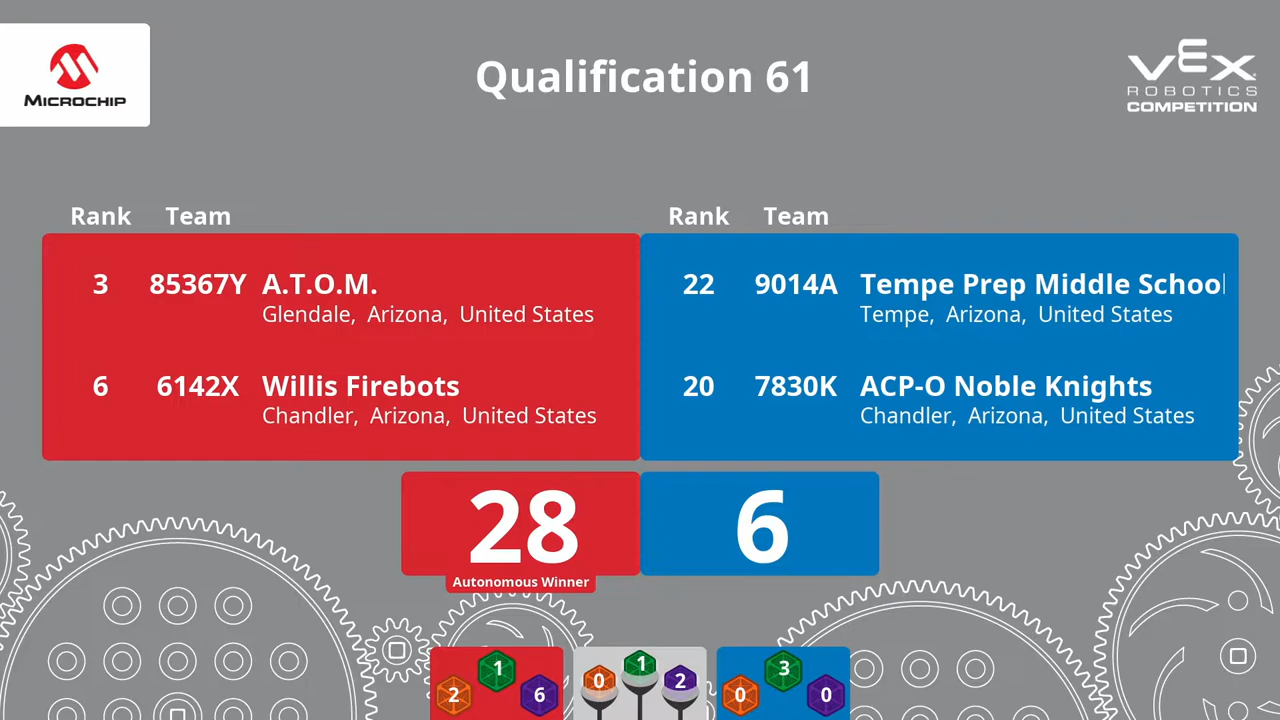 MICROCHIP
Qualification 61
VEX
ROBOTICS
COMPETITION
Rank Team
Rank Team
3 85367Y A.T.O.M.
Glendale, Arizona, United States
6 6142X Willis Firebots
Chandler, Arizona, United States
22 9014A Tempe Prep Middle School
Tempe, Arizona, United States
20 7830K ACP-O Noble Knights
Chandler, Arizona, United States
28
Autonomous Winner
6
1
2 6
1
0 2
3
0 0